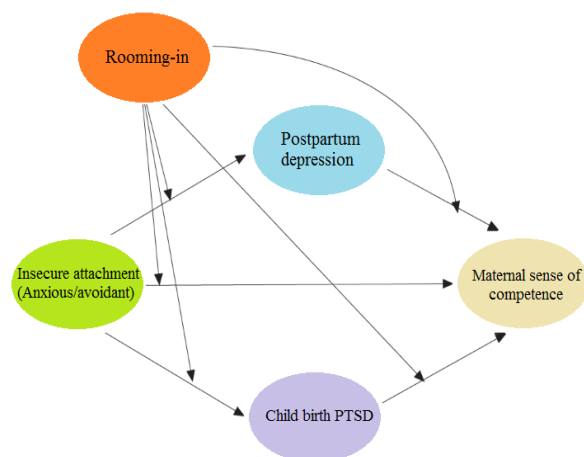 Rooming-in
Postpartum
depression
Insecure attachment
(Anxious/avoidant)
Maternal sense of
competence
Child birth PTSD